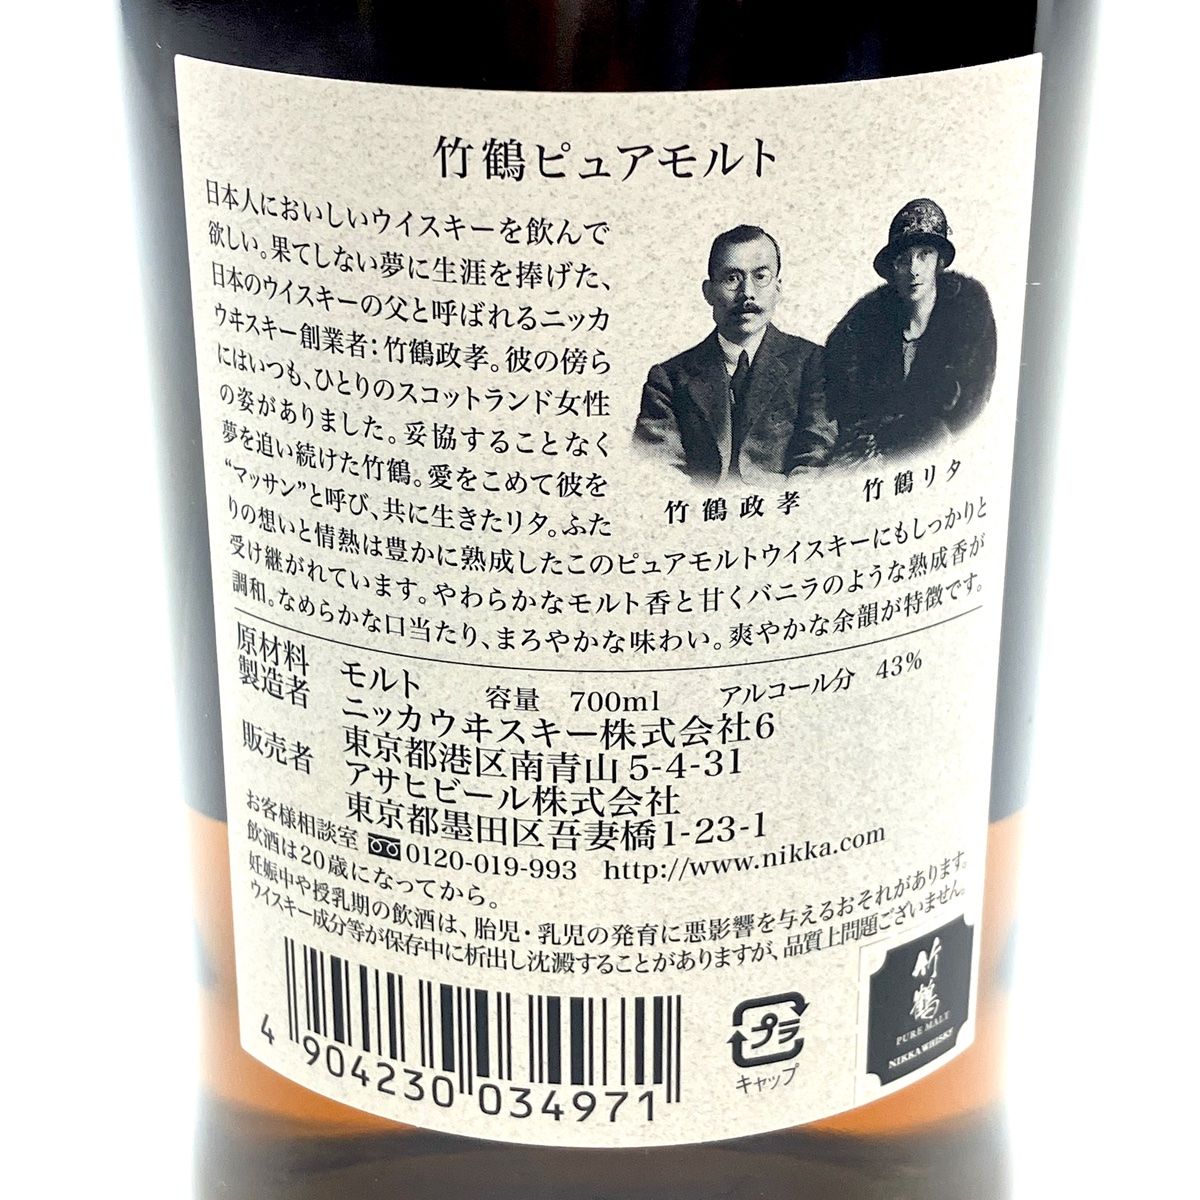 竹鶴ピュアモルト
日本人においしいウイスキーを飲んで
欲しい。果てしない夢に生涯を捧げた、
日本のウイスキーの父と呼ばれるニッカ
ウヰスキー創業者:竹鶴政孝。彼の傍ら
にはいつも、ひとりのスコットランド女性
の姿がありました。妥協することなく
夢を追い続けた竹鶴。愛をこめて彼を
“マッサン”と呼び、共に生きたリタ。ふた
りの想いと情熱は豊かに熟成したこのピュアモルトウイスキーにもしっかりと
受け継がれています。やわらかなモルト香と甘くバニラのような熟成香が
調和。なめらかな口当たり、まろやかな味わい。爽やかな余韻が特徴です。
竹鶴政孝
竹鶴リタ
原材料 モルト 容量 700ml アルコール分 43%
製造者 ニッカウヰスキー株式会社6
東京都港区南青山5-4-31
販売者 アサヒビール株式会社
東京都墨田区吾妻橋1-23-1
お客様相談室 0120-019-993 http://www.nikka.com
飲酒は20歳になってから。
妊娠中や授乳期の飲酒は、胎児・乳児の発育に悪影響を与えるおそれがあります。
ウイスキー成分等が保存中に析出し沈澱することがありますが、品質上問題ございません。
4 904230 034971
プラ
キャップ
竹鶴
PURE MALT
NIKKA WHISKY